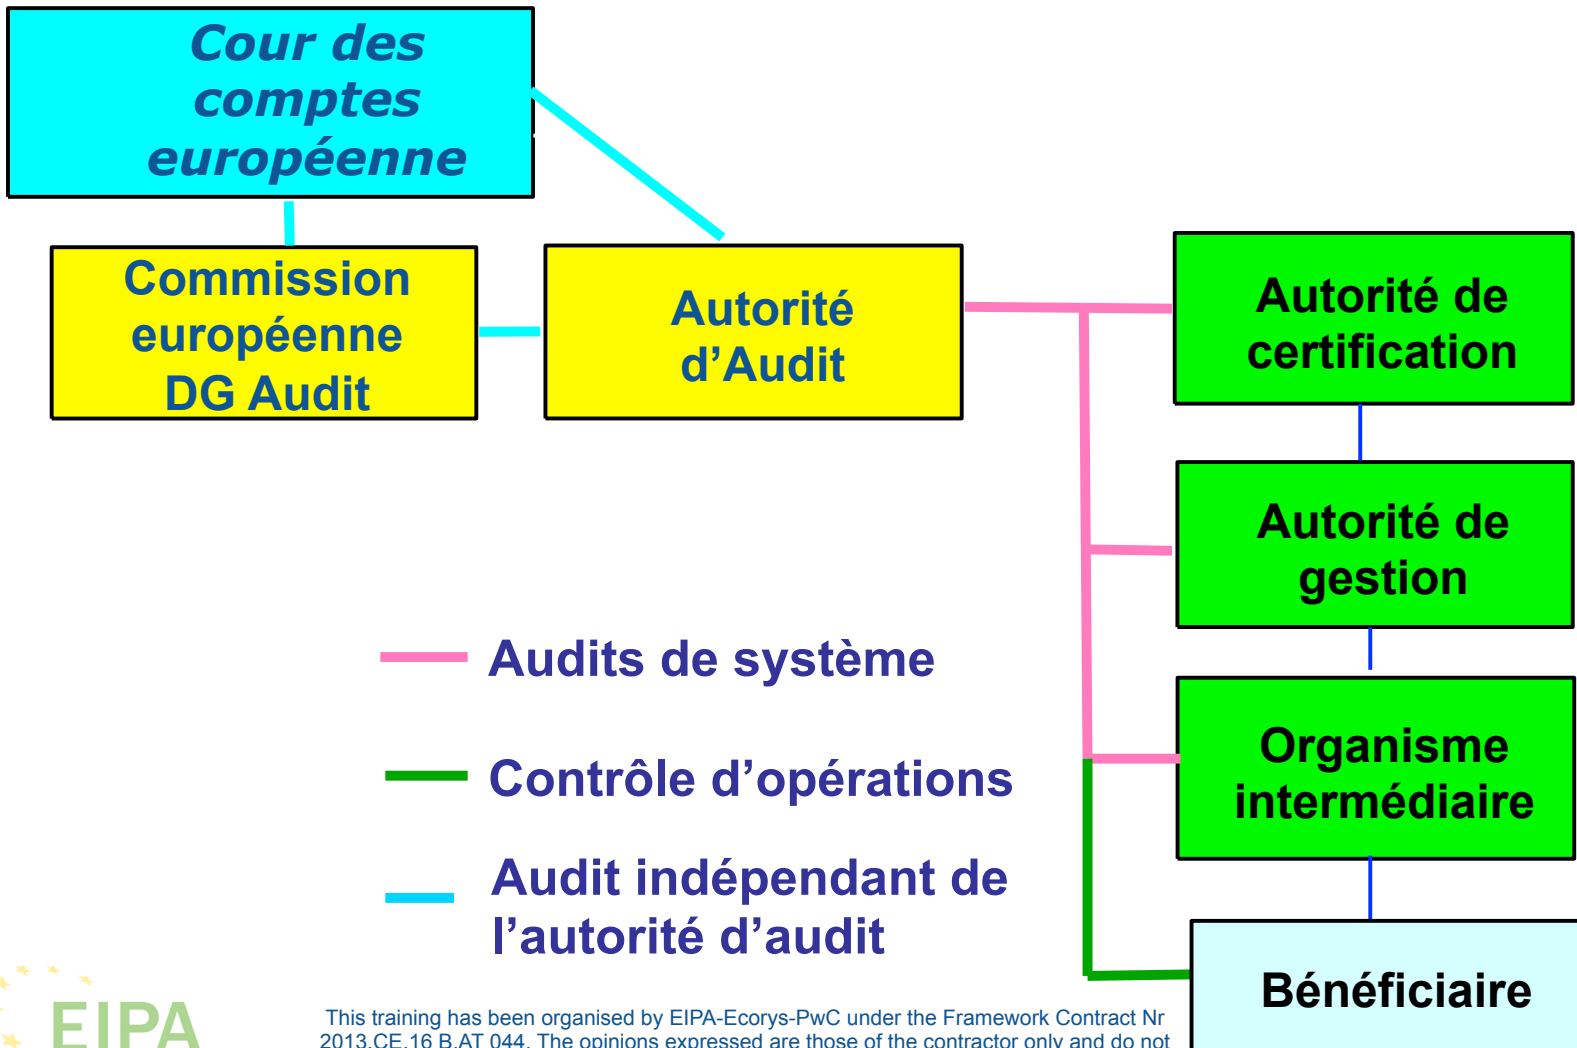 Cour des
comptes
européenne
Commission
européenne
DG Audit
Autorité
d’Audit
Autorité de
certification
Autorité de
gestion
Organisme
intermédiaire
Bénéficiaire
Audits de système
Contrôle d’opérations
Audit indépendant de
l’autorité d’audit
EIPA
This training has been organised by EIPA-Ecorys-PwC under the Framework Contract Nr
2013.CE.16 B.AT 044. The opinions expressed are those of the contractor only and do not